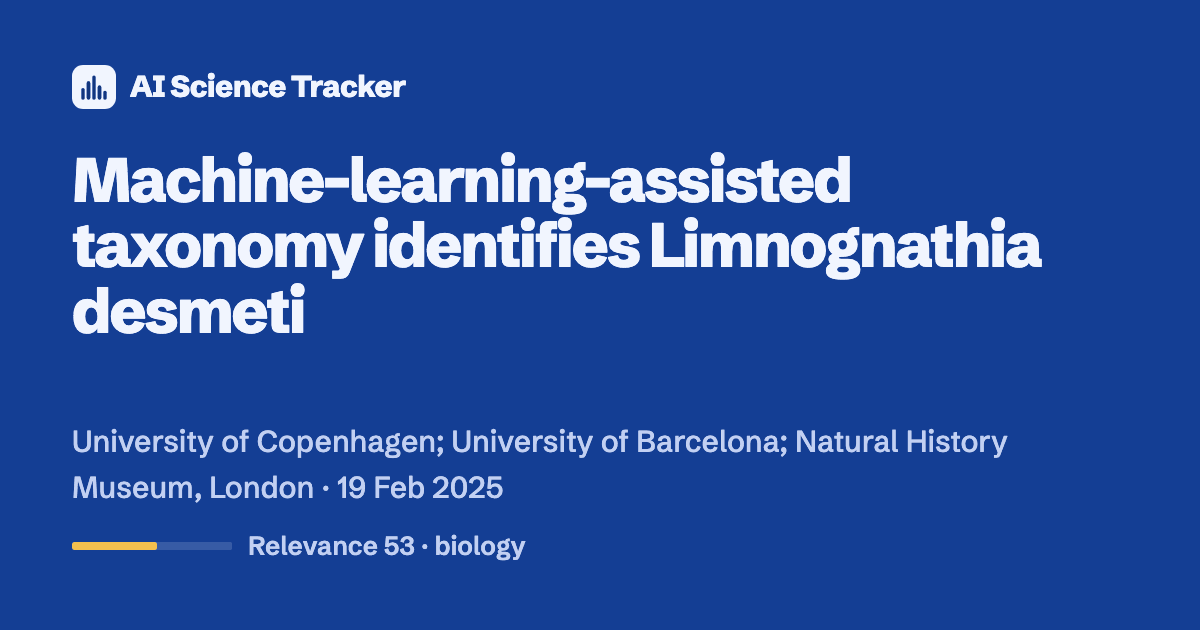 AI Science Tracker
Machine-learning-assisted
taxonomy identifies Limnognathia
desmeti
University of Copenhagen; University of Barcelona; Natural History
Museum, London · 19 Feb 2025
Relevance 53 · biology